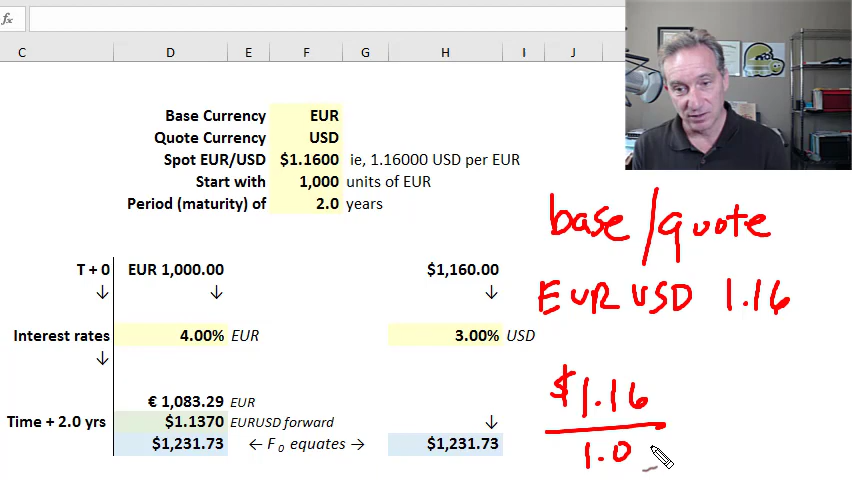 fx
C D E F G H I J
Base Currency EUR
Quote Currency USD
Spot EUR/USD $1.1600 ie, 1.16000 USD per EUR
Start with 1,000 units of EUR
Period (maturity) of 2.0 years
base/quote
EURUSD 1.16
T + 0 EUR 1,000.00 $1,160.00
↓ ↓ ↓
Interest rates 4.00% EUR 3.00% USD
↓
€ 1,083.29 EUR
Time + 2.0 yrs $1.1370 EURUSD forward ↓
$1,231.73 ← F0 equates → $1,231.73
$1.16
1.0